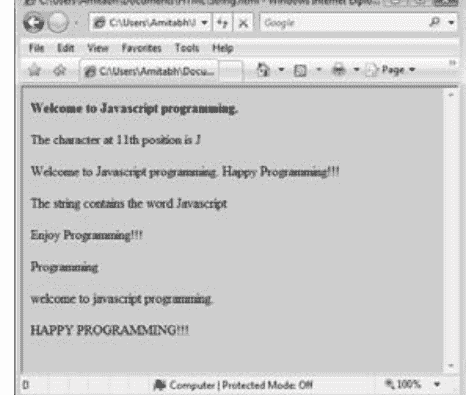 C:\Users\Amitabh\Documents\HTML\String.html - Windows Internet Explo...
C:\Users\Amitabh\ Google
File Edit View Favorites Tools Help
C:\Users\Amitabh\Docu... Page
Welcome to Javascript programming.
The character at 11th position is J
Welcome to Javascript programming. Happy Programming!!!
The string contains the word Javascript
Enjoy Programming!!!
Programming
welcome to javascript programming.
HAPPY PROGRAMMING!!!
Computer | Protected Mode: Off 100%